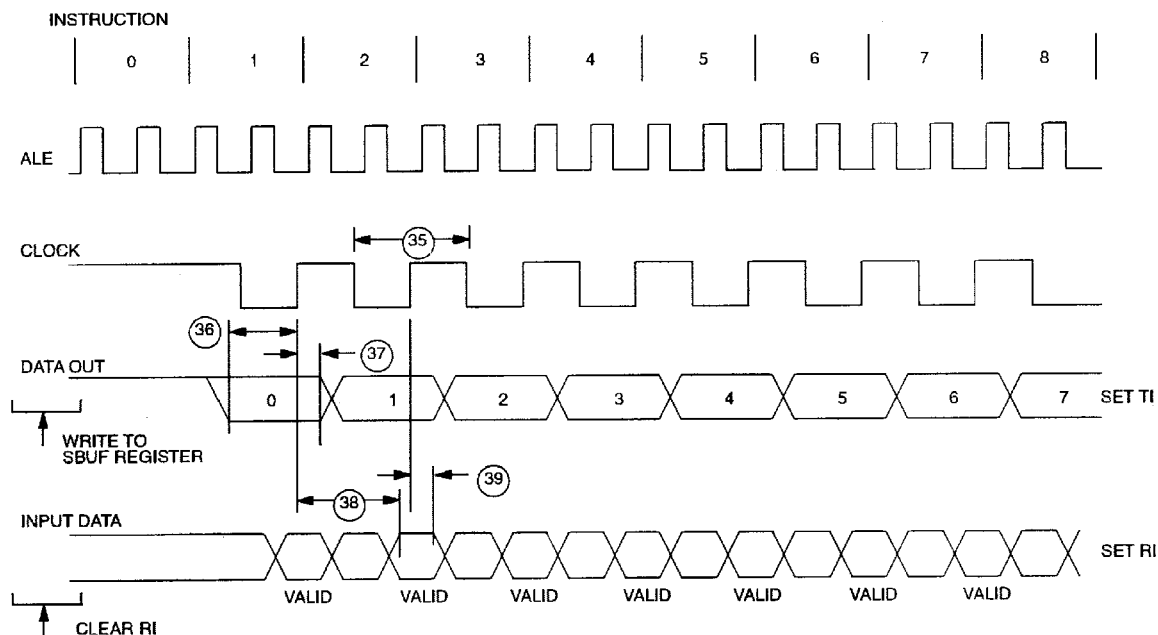 INSTRUCTION
0 1 2 3 4 5 6 7 8
ALE
CLOCK
35
36
37
DATA OUT
0 1 2 3 4 5 6 7 SET TI
WRITE TO
SBUF REGISTER
39
38
INPUT DATA
SET RI
VALID VALID VALID VALID VALID VALID VALID
CLEAR RI